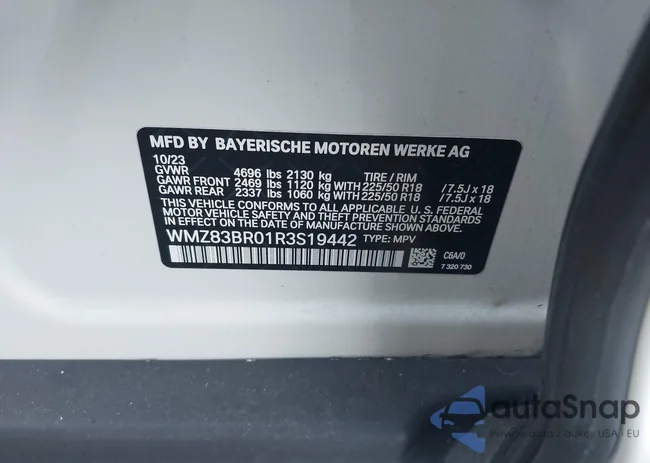 MFD BY BAYERISCHE MOTOREN WERKE AG
10/23
GVWR 4696 lbs 2130 kg TIRE / RIM
GAWR FRONT 2469 lbs 1120 kg WITH 225/50 R18 /7.5J x 18
GAWR REAR 2337 lbs 1060 kg WITH 225/50 R18 /7.5J x 18
THIS VEHICLE CONFORMS TO ALL APPLICABLE U. S. FEDERAL
MOTOR VEHICLE SAFETY AND THEFT PREVENTION STANDARDS
IN EFFECT ON THE DATE OF MANUFACTURE SHOWN ABOVE.
WMZ83BR01R3S19442 TYPE: MPV
C6A/0
7 320 730
autoSnap
USA - EU